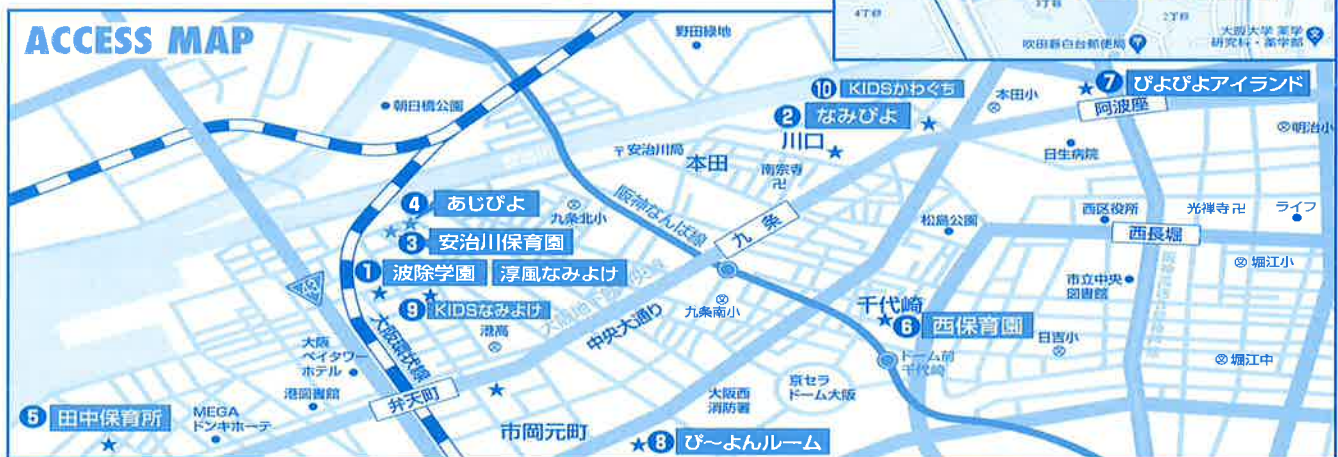 ACCESS MAP
4丁目
3丁目
2丁目
吹田藤白台郵便局
大阪大学 薬学
研究科・薬学部
野田緑地
朝日橋公園
10 KIDSかわぐち
2 なみぴよ
川口
本田小
7 ぴよぴよアイランド
阿波座
明治小
日生病院
〒安治川局
本田
南宗寺
卍
4 あじぴよ
3 安治川保育園
1 波除学園
淳風なみよけ
9 KIDSなみよけ
九条北小
阪神なんば線
九条
松島公園
西区役所
光禅寺卍
ライフ
西長堀
堀江小
市立中央
図書館
43
大阪環状線
港高
中央大通り
九条南小
千代崎
6 西保育園
日吉小
堀江中
ドーム前
千代崎
大阪
ベイタワー
ホテル
港図書館
弁天町
大阪西
消防署
京セラ
ドーム大阪
5 田中保育所
MEGA
ドンキホーテ
市岡元町
8 ぴ〜よんルーム